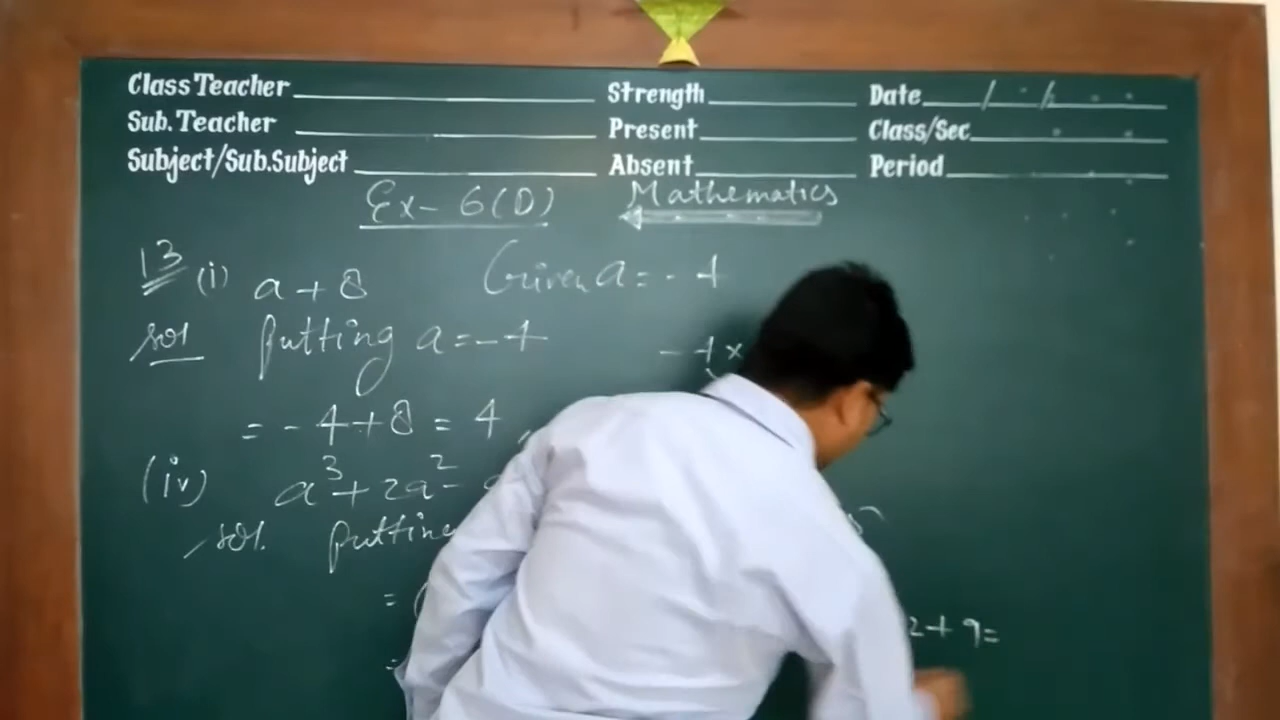 Class Teacher Strength Date / /
Sub. Teacher Present Class/Sec
Subject/Sub.Subject Absent Period
Ex- 6(D) Mathematics
13 (i) a + 8 Given a = - 4
sol Putting a = - 4
- 4 ×
= - 4 + 8 = 4
(iv) a³ + 2a² -
sol. Putting
= (
2 + 9 =
=